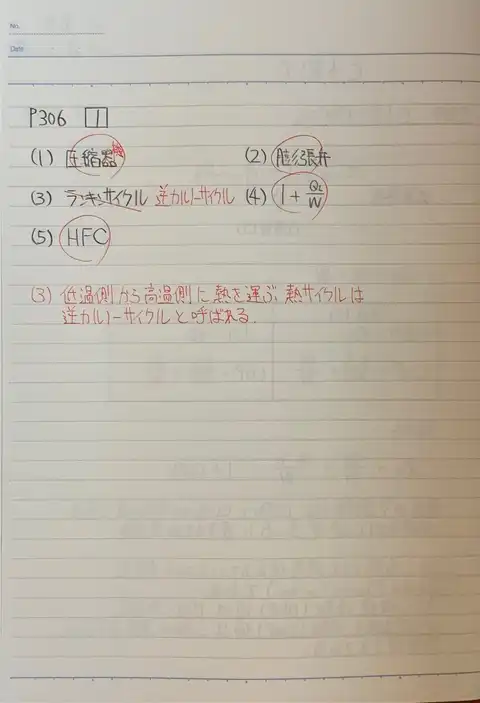 No.
Date
P306 1
(1) 圧縮器 機 (2) 膨張弁
(3) ランキンサイクル 逆カルノーサイクル (4) 1 + QL/W
(5) HFC
(3) 低温側から高温側に熱を運ぶ熱サイクルは
逆カルノーサイクルと呼ばれる.